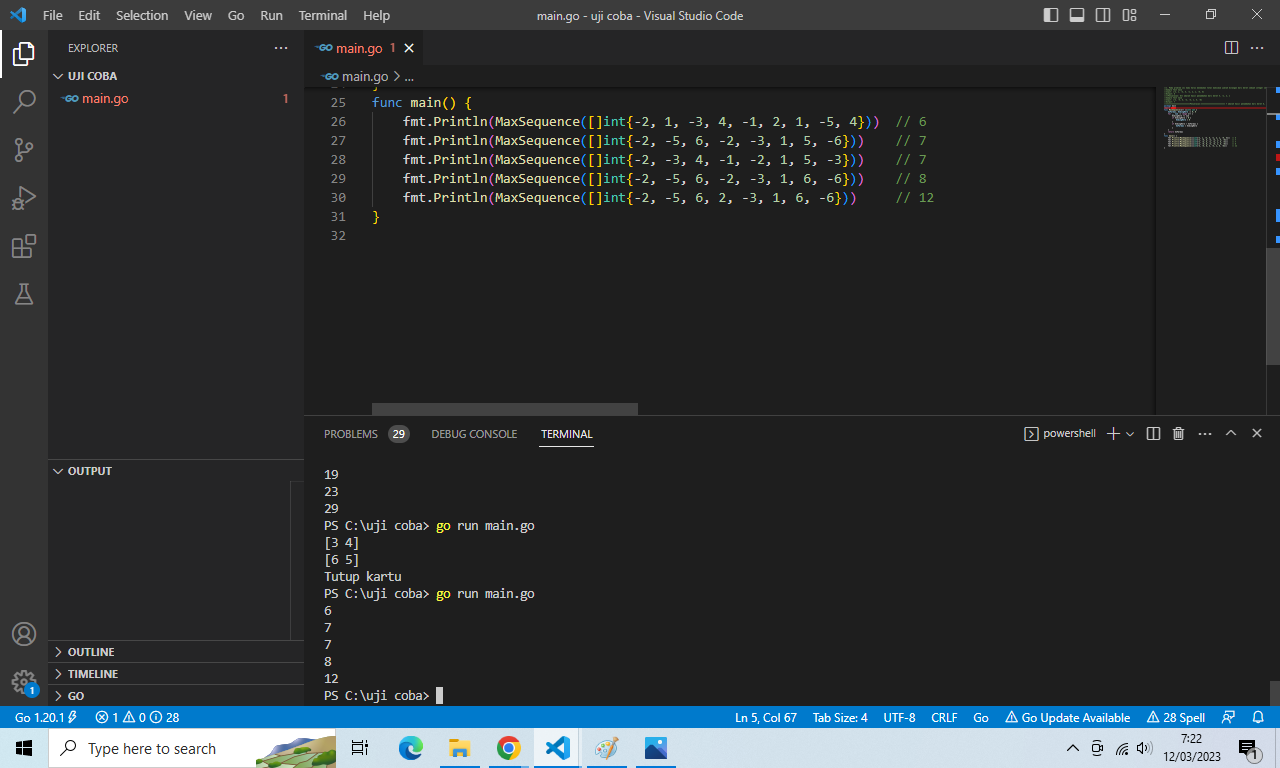 File Edit Selection View Go Run Terminal Help main.go - uji coba - Visual Studio Code
EXPLORER
UJI COBA
main.go 1
OUTPUT
OUTLINE
TIMELINE
GO
1
GO main.go 1
GO main.go > ...
25 func main() {
26 fmt.Println(MaxSequence([]int{-2, 1, -3, 4, -1, 2, 1, -5, 4})) // 6
27 fmt.Println(MaxSequence([]int{-2, -5, 6, -2, -3, 1, 5, -6})) // 7
28 fmt.Println(MaxSequence([]int{-2, -3, 4, -1, -2, 1, 5, -3})) // 7
29 fmt.Println(MaxSequence([]int{-2, -5, 6, -2, -3, 1, 6, -6})) // 8
30 fmt.Println(MaxSequence([]int{-2, -5, 6, 2, -3, 1, 6, -6})) // 12
31 }
32
PROBLEMS 29 DEBUG CONSOLE TERMINAL powershell
19
23
29
PS C:\uji coba> go run main.go
[3 4]
[6 5]
Tutup kartu
PS C:\uji coba> go run main.go
6
7
7
8
12
PS C:\uji coba>
Go 1.20.1 1 0 28 Ln 5, Col 67 Tab Size: 4 UTF-8 CRLF Go Go Update Available 28 Spell
Type here to search 7:22
12/03/2023 1